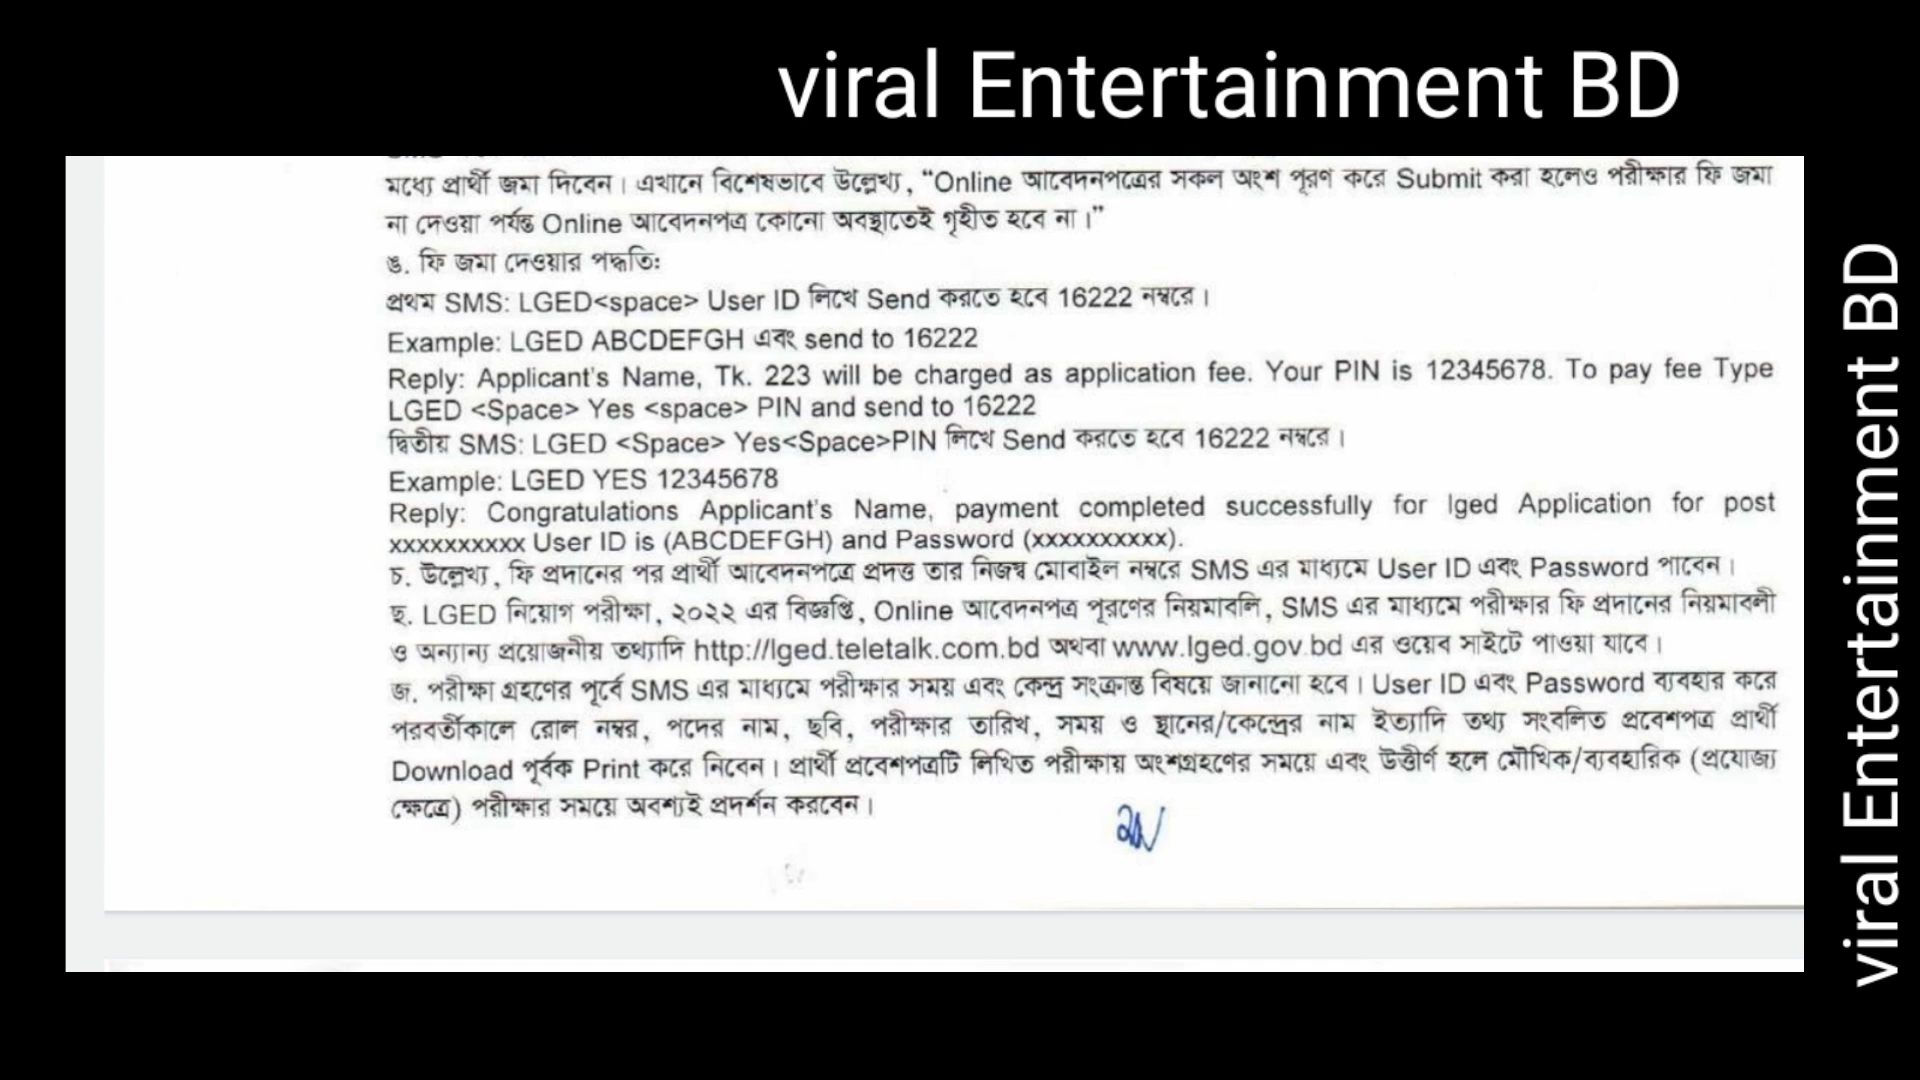 viral Entertainment BD
মধ্যে প্রার্থী জমা দিবেন। এখানে বিশেষভাবে উল্লেখ্য, “Online আবেদনপত্রের সকল অংশ পূরণ করে Submit করা হলেও পরীক্ষার ফি জমা
না দেওয়া পর্যন্ত Online আবেদনপত্র কোনো অবস্থাতেই গৃহীত হবে না।”
ঙ. ফি জমা দেওয়ার পদ্ধতি:
প্রথম SMS: LGED<space> User ID লিখে Send করতে হবে 16222 নম্বরে।
Example: LGED ABCDEFGH এবং send to 16222
Reply: Applicant's Name, Tk. 223 will be charged as application fee. Your PIN is 12345678. To pay fee Type
LGED <Space> Yes <space> PIN and send to 16222
দ্বিতীয় SMS: LGED <Space> Yes<Space>PIN লিখে Send করতে হবে 16222 নম্বরে।
Example: LGED YES 12345678
Reply: Congratulations Applicant's Name, payment completed successfully for lged Application for post
xxxxxxxxxx User ID is (ABCDEFGH) and Password (xxxxxxxxxx).
চ. উল্লেখ্য, ফি প্রদানের পর প্রার্থী আবেদনপত্রে প্রদত্ত তার নিজস্ব মোবাইল নম্বরে SMS এর মাধ্যমে User ID এবং Password পাবেন।
ছ. LGED নিয়োগ পরীক্ষা, ২০২২ এর বিজ্ঞপ্তি, Online আবেদনপত্র পূরণের নিয়মাবলি, SMS এর মাধ্যমে পরীক্ষার ফি প্রদানের নিয়মাবলী
ও অন্যান্য প্রয়োজনীয় তথ্যাদি http://lged.teletalk.com.bd অথবা www.lged.gov.bd এর ওয়েব সাইটে পাওয়া যাবে।
জ. পরীক্ষা গ্রহণের পূর্বে SMS এর মাধ্যমে পরীক্ষার সময় এবং কেন্দ্র সংক্রান্ত বিষয়ে জানানো হবে। User ID এবং Password ব্যবহার করে
পরবর্তীকালে রোল নম্বর, পদের নাম, ছবি, পরীক্ষার তারিখ, সময় ও স্থানের/কেন্দ্রের নাম ইত্যাদি তথ্য সংবলিত প্রবেশপত্র প্রার্থী
Download পূর্বক Print করে নিবেন। প্রার্থী প্রবেশপত্রটি লিখিত পরীক্ষায় অংশগ্রহণের সময়ে এবং উত্তীর্ণ হলে মৌখিক/ব্যবহারিক (প্রযোজ্য
ক্ষেত্রে) পরীক্ষার সময়ে অবশ্যই প্রদর্শন করবেন।
viral Entertainment BD